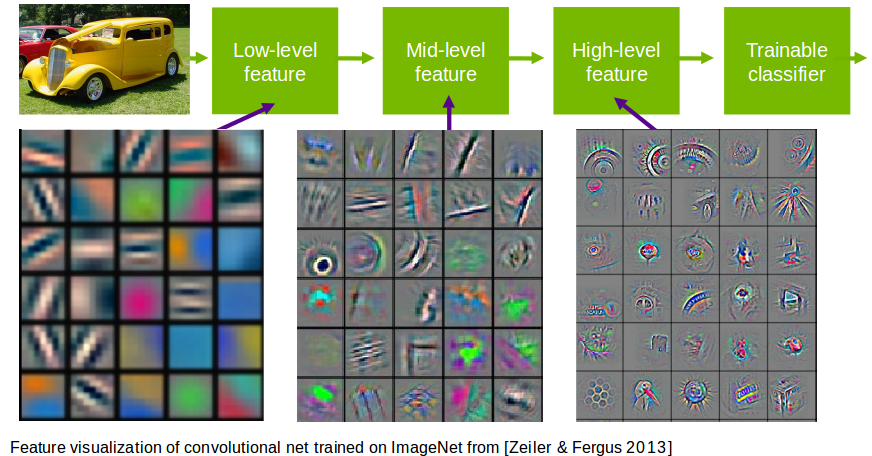 Low-level
feature
Mid-level
feature
High-level
feature
Trainable
classifier
Feature visualization of convolutional net trained on ImageNet from [Zeiler & Fergus 2013]